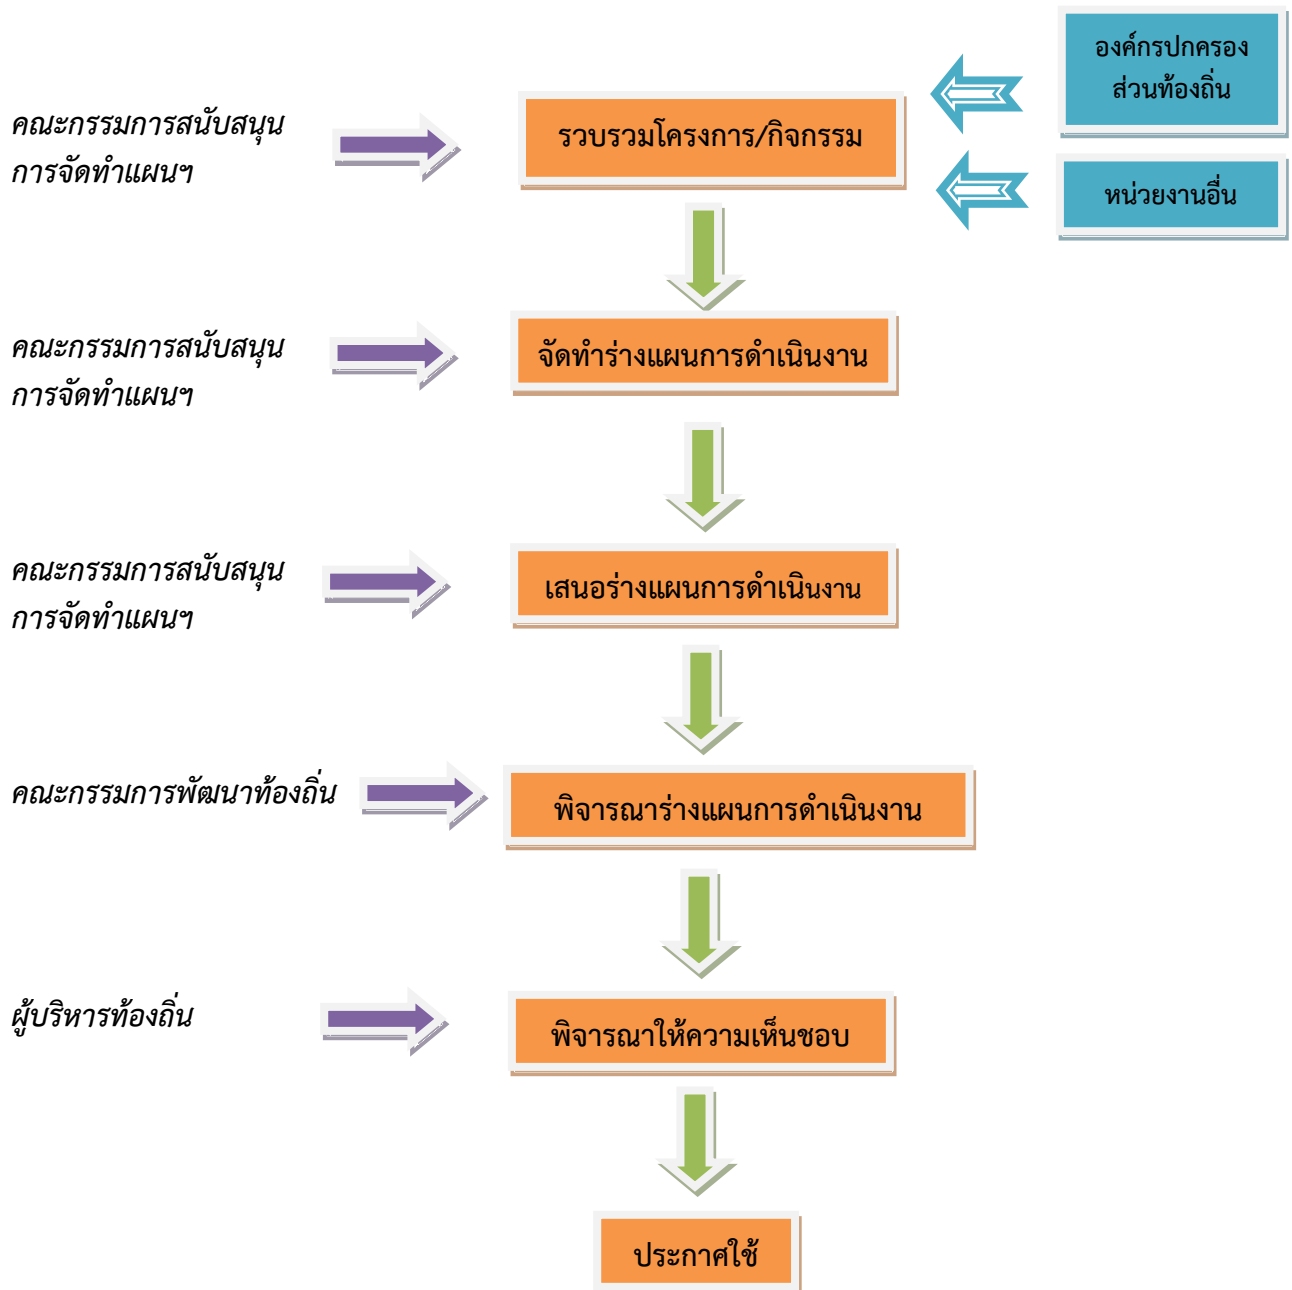 องค์กรปกครอง
ส่วนท้องถิ่น
คณะกรรมการสนับสนุน
การจัดทำแผนฯ
รวบรวมโครงการ/กิจกรรม
หน่วยงานอื่น
คณะกรรมการสนับสนุน
การจัดทำแผนฯ
จัดทำร่างแผนการดำเนินงาน
คณะกรรมการสนับสนุน
การจัดทำแผนฯ
เสนอร่างแผนการดำเนินงาน
คณะกรรมการพัฒนาท้องถิ่น
พิจารณาร่างแผนการดำเนินงาน
ผู้บริหารท้องถิ่น
พิจารณาให้ความเห็นชอบ
ประกาศใช้